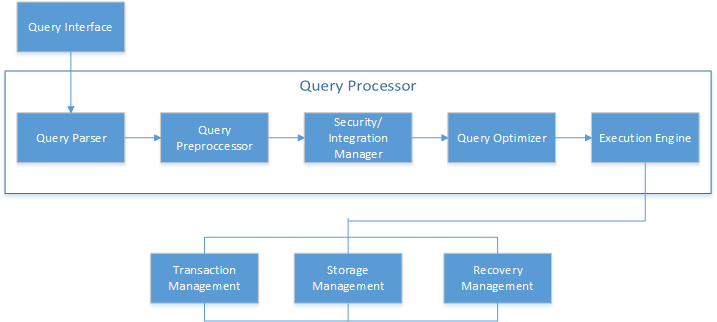 Query Interface
Query Processor
Query Parser
Query
Preproccessor
Security/
Integration
Manager
Query Optimizer
Execution Engine
Transaction
Management
Storage
Management
Recovery
Management